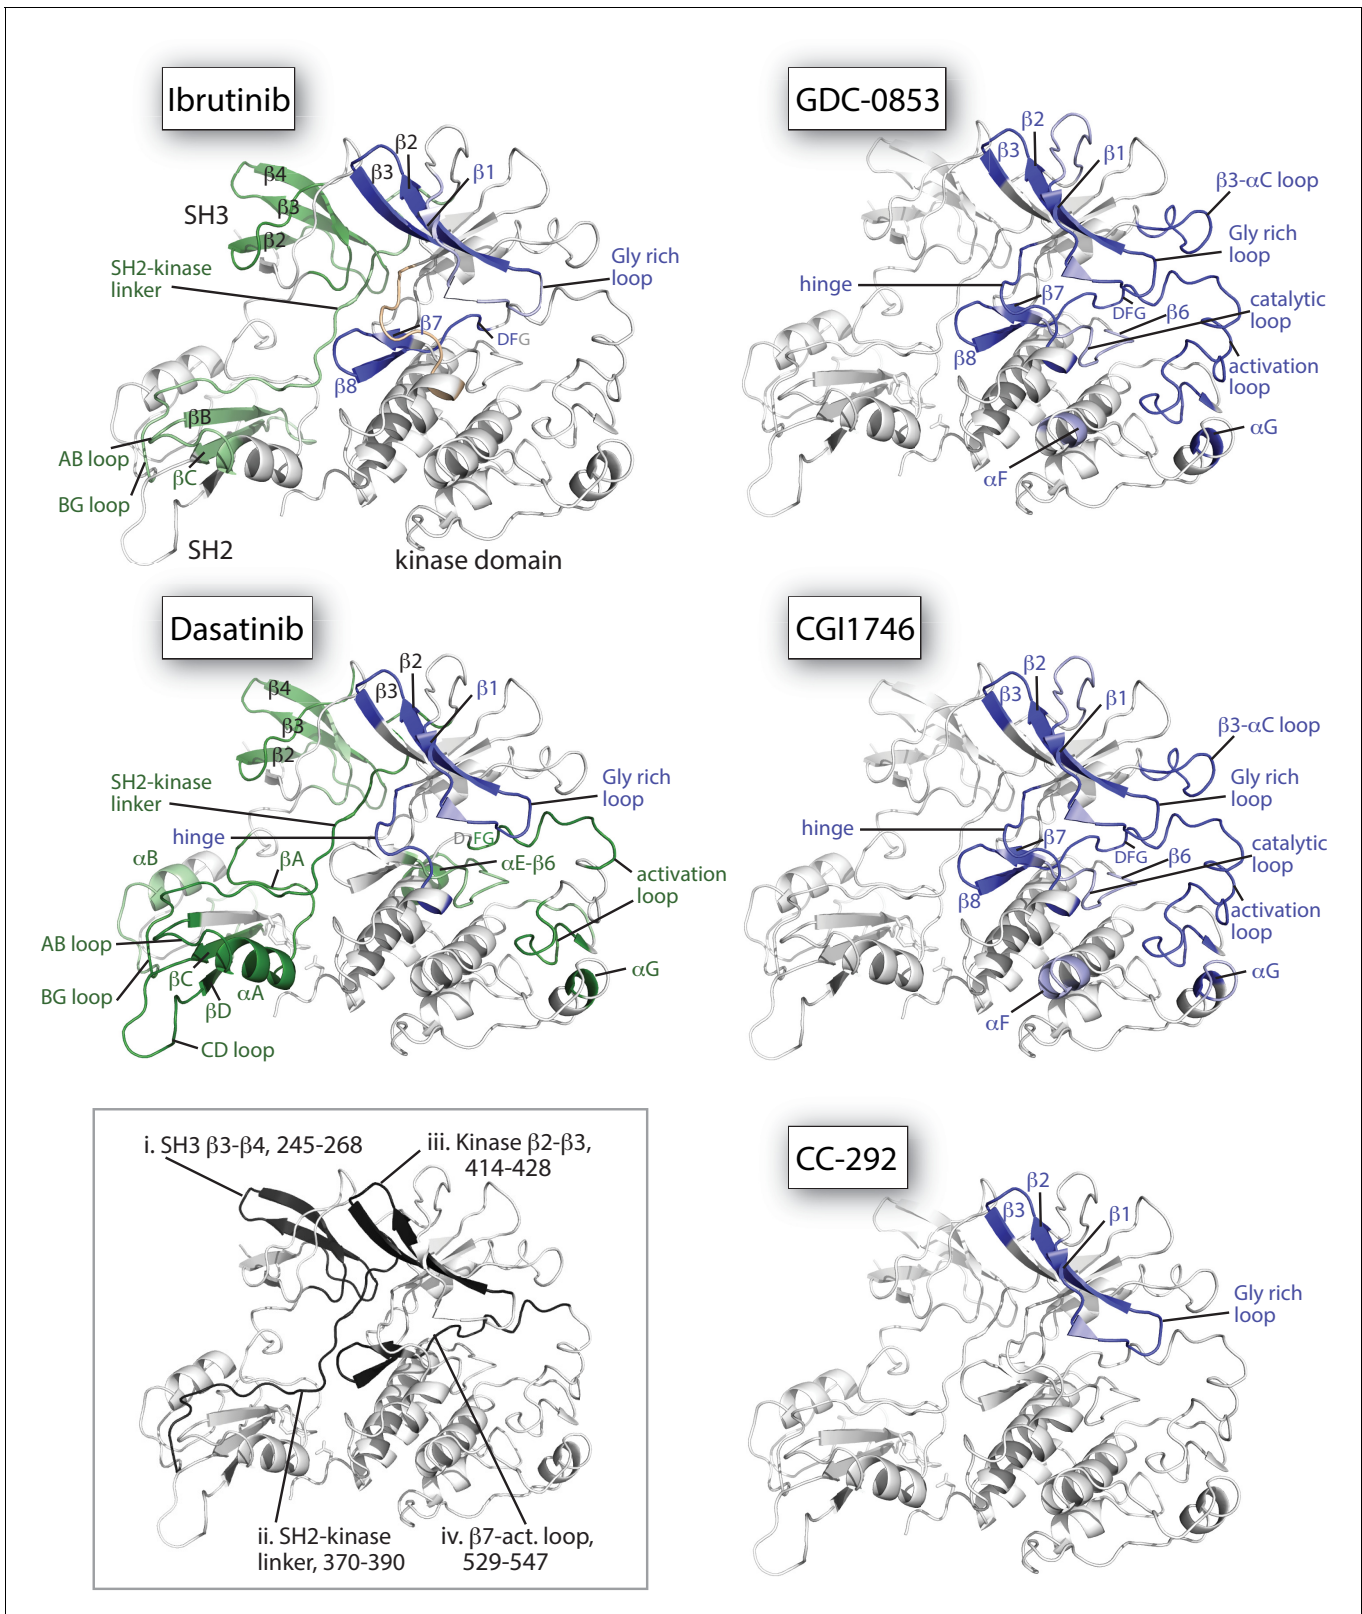 Ibrutinib
β4
β3
β2
SH3
SH2-kinase
linker
β2
β3
β1
Gly rich
loop
β7
DFG
β8
βB
AB loop
βC
BG loop
SH2
kinase domain
GDC-0853
β2
β3
β1
β3-αC loop
Gly rich
loop
hinge
β7
DFG
β6
catalytic
loop
β8
activation
loop
αG
αF
Dasatinib
β4
β3
β2
SH2-kinase
linker
β2
β3
β1
Gly rich
loop
hinge
DFG
αB
βA
αE-β6
activation
loop
AB loop
βC
BG loop
βD
αA
αG
CD loop
CGI1746
β2
β3
β1
β3-αC loop
Gly rich
loop
hinge
β7
DFG
β6
catalytic
loop
β8
activation
loop
αG
αF
i. SH3 β3-β4, 245-268
iii. Kinase β2-β3,
414-428
ii. SH2-kinase
linker, 370-390
iv. β7-act. loop,
529-547
CC-292
β2
β3
β1
Gly rich
loop